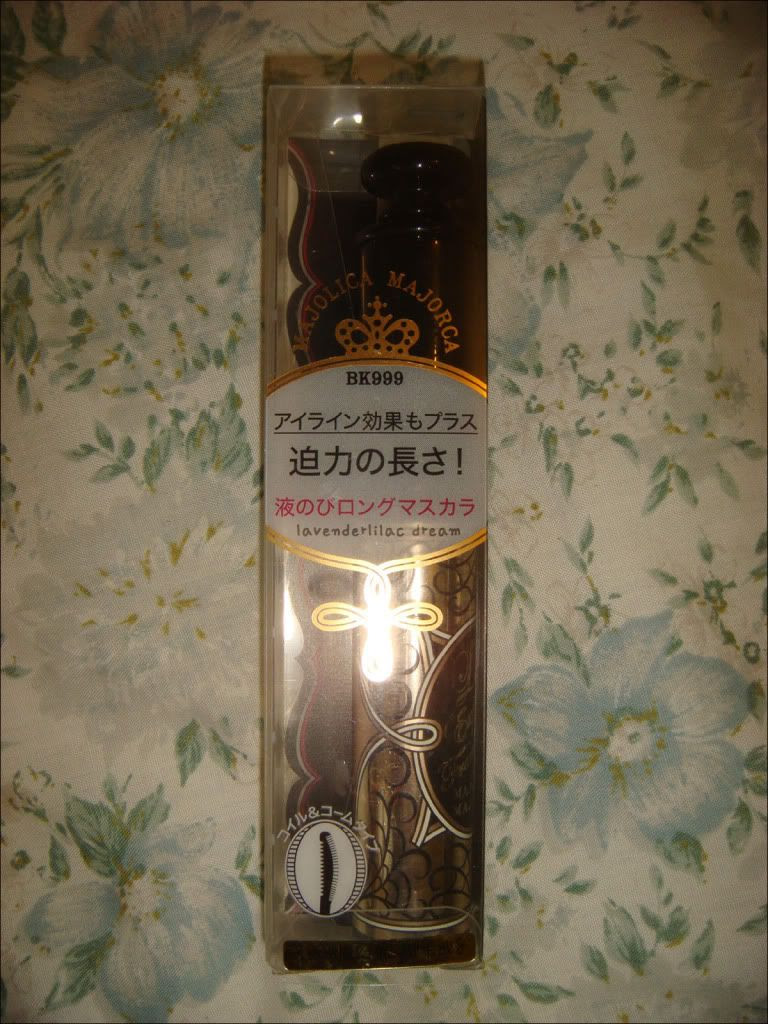 MAJOLICA MAJORCA
BK999
アイライン効果もプラス
迫力の長さ!
液のびロングマスカラ
lavenderlilac dream
コイル&コームタイプ